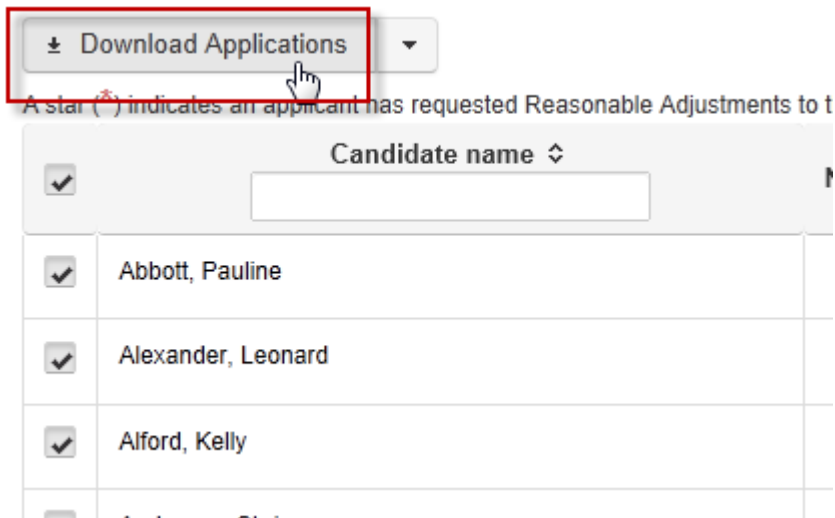 Download Applications
A star (*) indicates an applicant has requested Reasonable Adjustments to t
Candidate name
Abbott, Pauline
Alexander, Leonard
Alford, Kelly